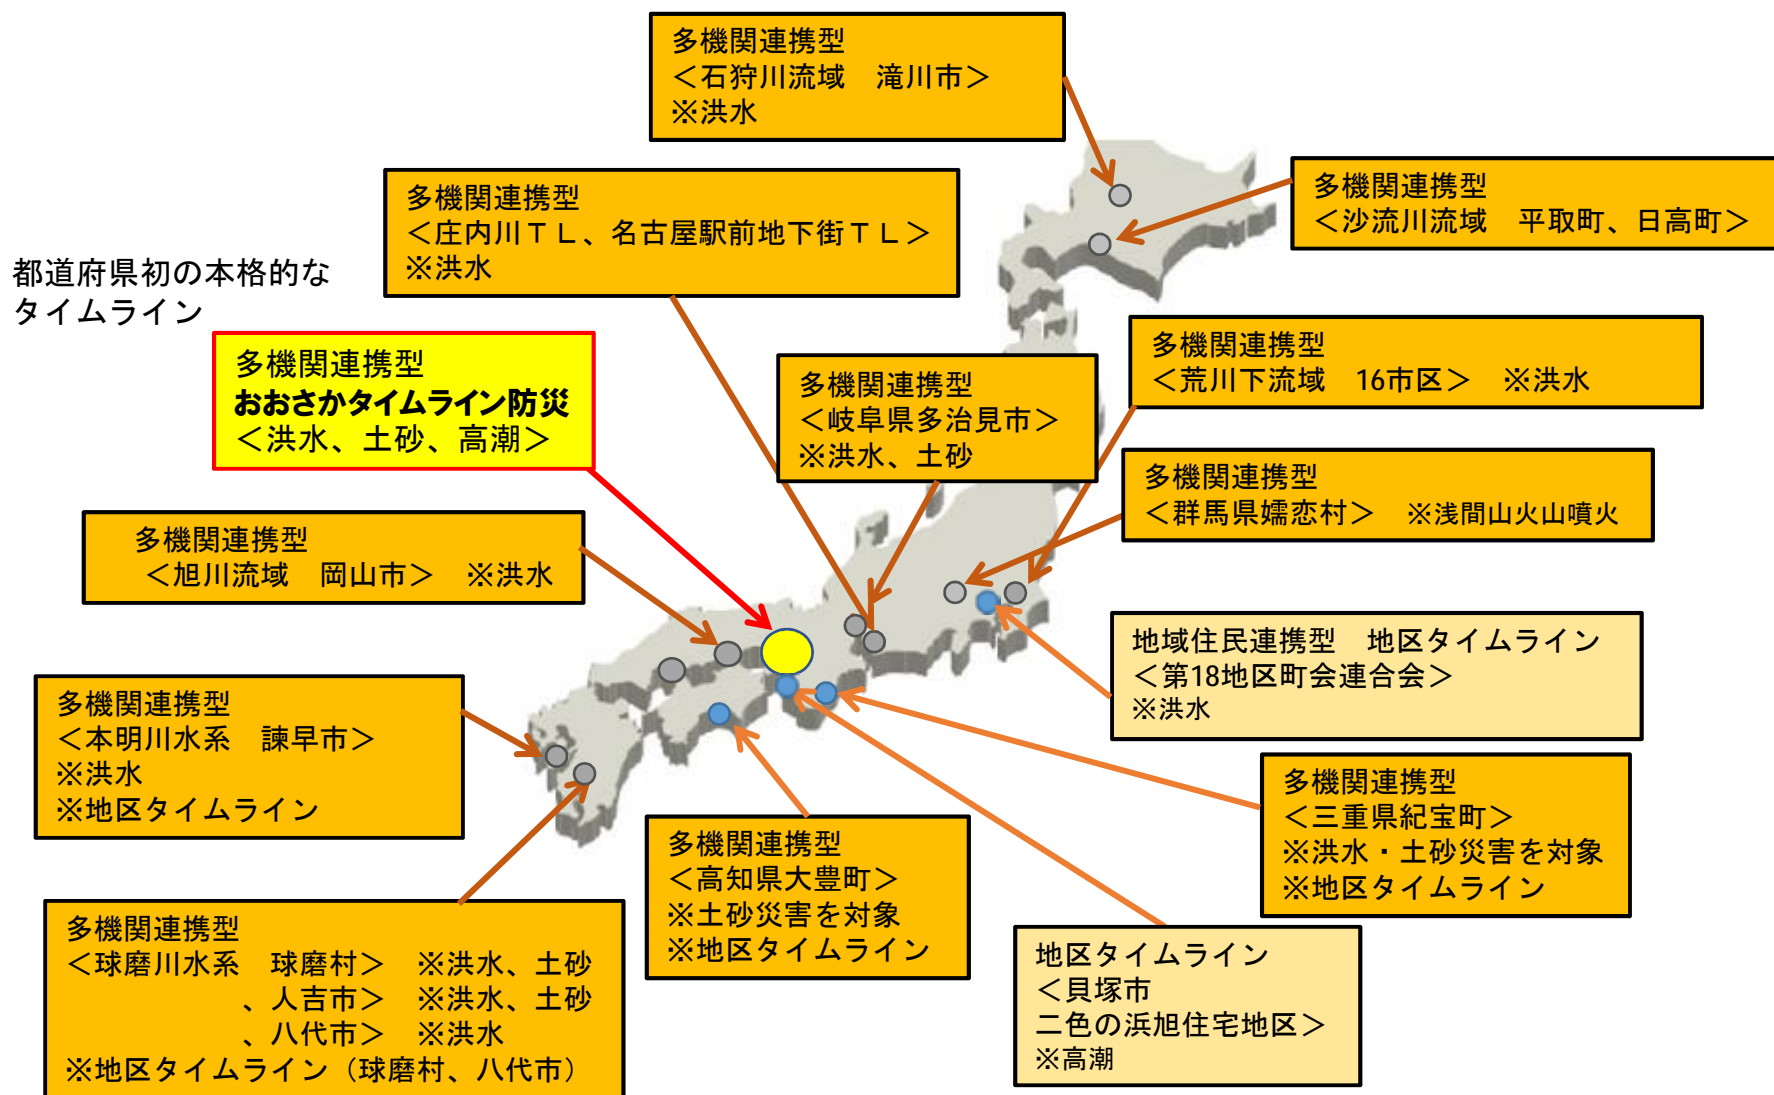 多機関連携型
＜石狩川流域　滝川市＞
※洪水
多機関連携型
＜沙流川流域　平取町、日高町＞
多機関連携型
＜庄内川ＴＬ、名古屋駅前地下街ＴＬ＞
※洪水
都道府県初の本格的な
タイムライン
多機関連携型
おおさかタイムライン防災
＜洪水、土砂、高潮＞
多機関連携型
＜岐阜県多治見市＞
※洪水、土砂
多機関連携型
＜荒川下流域　16市区＞　※洪水
多機関連携型
＜群馬県嬬恋村＞　※浅間山火山噴火
多機関連携型
＜旭川流域　岡山市＞　※洪水
地域住民連携型　地区タイムライン
＜第18地区町会連合会＞
※洪水
多機関連携型
＜本明川水系　諫早市＞
※洪水
※地区タイムライン
多機関連携型
＜三重県紀宝町＞
※洪水・土砂災害を対象
※地区タイムライン
多機関連携型
＜高知県大豊町＞
※土砂災害を対象
※地区タイムライン
多機関連携型
＜球磨川水系　球磨村＞　※洪水、土砂
、人吉市＞　※洪水、土砂
、八代市＞　※洪水
※地区タイムライン（球磨村、八代市）
地区タイムライン
＜貝塚市
二色の浜旭住宅地区＞
※高潮